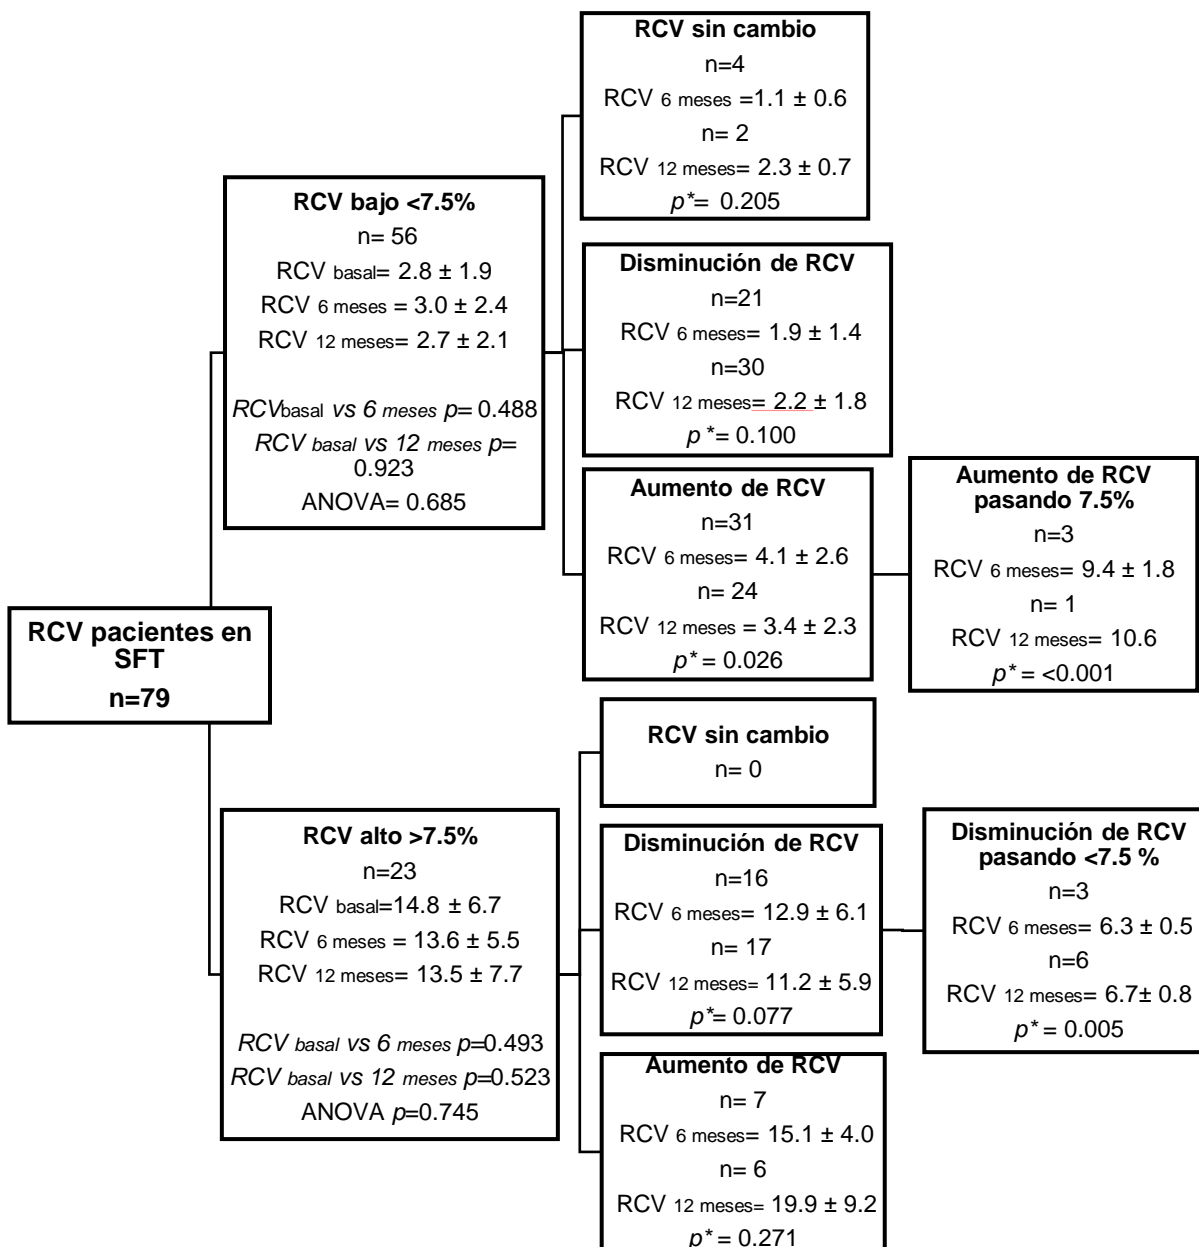 RCV pacientes en
SFT
n=79
RCV bajo <7.5%
n= 56
RCV basal= 2.8 ± 1.9
RCV 6 meses = 3.0 ± 2.4
RCV 12 meses= 2.7 ± 2.1
RCVbasal vs 6 meses p= 0.488
RCV basal vs 12 meses p=
0.923
ANOVA= 0.685
RCV sin cambio
n=4
RCV 6 meses =1.1 ± 0.6
n= 2
RCV 12 meses= 2.3 ± 0.7
p*= 0.205
Disminución de RCV
n=21
RCV 6 meses= 1.9 ± 1.4
n=30
RCV 12 meses= 2.2 ± 1.8
p*= 0.100
Aumento de RCV
n=31
RCV 6 meses= 4.1 ± 2.6
n= 24
RCV 12 meses = 3.4 ± 2.3
p* = 0.026
Aumento de RCV
pasando 7.5%
n=3
RCV 6 meses= 9.4 ± 1.8
n= 1
RCV 12 meses= 10.6
p* = <0.001
RCV alto >7.5%
n=23
RCV basal=14.8 ± 6.7
RCV 6 meses = 13.6 ± 5.5
RCV 12 meses= 13.5 ± 7.7
RCV basal vs 6 meses p=0.493
RCV basal vs 12 meses p=0.523
ANOVA p=0.745
RCV sin cambio
n= 0
Disminución de RCV
n=16
RCV 6 meses= 12.9 ± 6.1
n= 17
RCV 12 meses= 11.2 ± 5.9
p*= 0.077
Disminución de RCV
pasando <7.5 %
n=3
RCV 6 meses= 6.3 ± 0.5
n=6
RCV 12 meses= 6.7± 0.8
p* = 0.005
Aumento de RCV
n= 7
RCV 6 meses= 15.1 ± 4.0
n= 6
RCV 12 meses= 19.9 ± 9.2
p* = 0.271